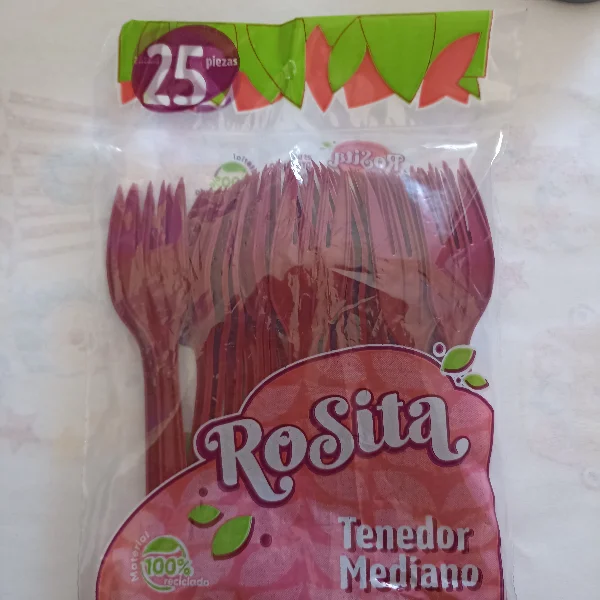 25 piezas
RoSita
Tenedor
Mediano
Material
100%
reciclado